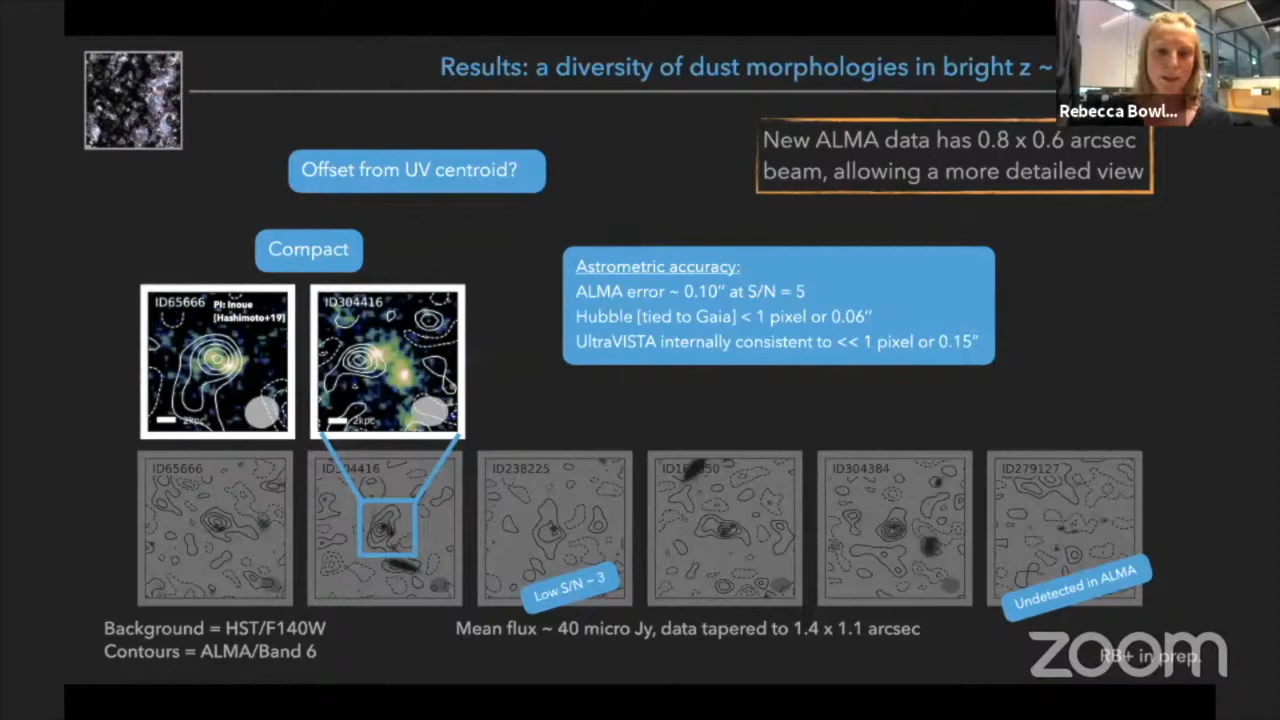 Results: a diversity of dust morphologies in bright z ~
Rebecca Bowl...
New ALMA data has 0.8 x 0.6 arcsec
beam, allowing a more detailed view
Offset from UV centroid?
Compact
Astrometric accuracy:
ALMA error ~ 0.10” at S/N = 5
Hubble [tied to Gaia] < 1 pixel or 0.06”
UltraVISTA internally consistent to << 1 pixel or 0.15”
ID65666
PI: Inoue
[Hashimoto+19]
2kpc
ID304416
2kpc
ID65666
ID304416
ID238225
ID304384
ID279127
Low S/N ~ 3
Undetected in ALMA
Background = HST/F140W
Contours = ALMA/Band 6
Mean flux ~ 40 micro Jy, data tapered to 1.4 x 1.1 arcsec
RB+ in prep.
zoom